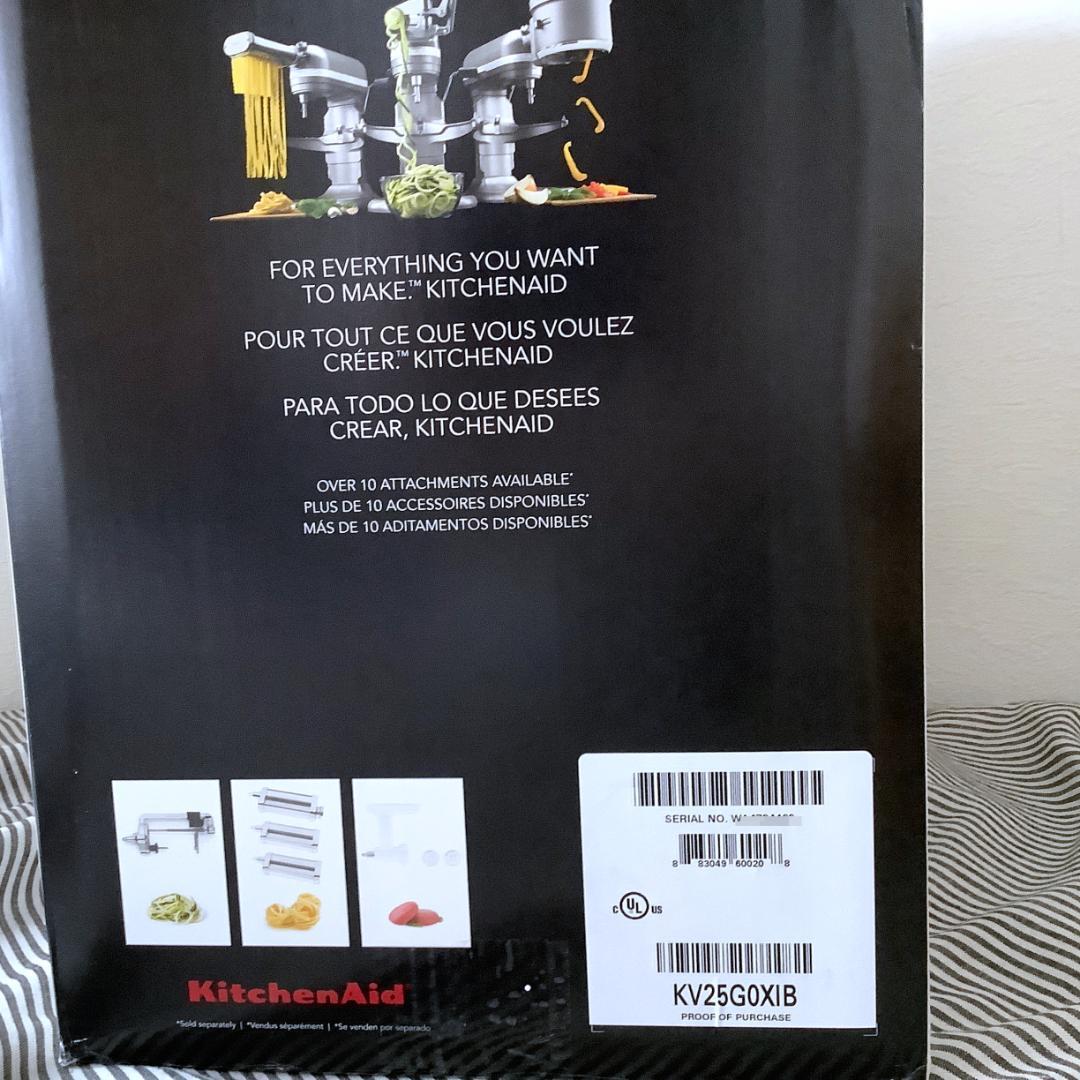 FOR EVERYTHING YOU WANT
TO MAKE.™ KITCHENAID
POUR TOUT CE QUE VOUS VOULEZ
CRÉER.™ KITCHENAID
PARA TODO LO QUE DESEES
CREAR, KITCHENAID
OVER 10 ATTACHMENTS AVAILABLE*
PLUS DE 10 ACCESSOIRES DISPONIBLES*
MÁS DE 10 ADITAMENTOS DISPONIBLES*
SERIAL NO.
8 83049 60020 8
c UL US
KV25G0XIB
PROOF OF PURCHASE
KitchenAid
*Sold separately | *Vendus séparément | *Se venden por separado